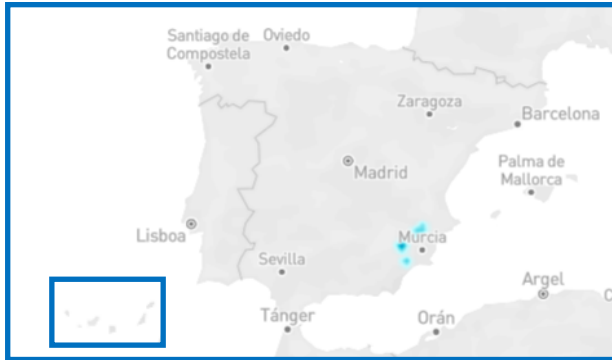 Santiago de
Compostela
Oviedo
Zaragoza
Barcelona
Palma de
Mallorca
Madrid
Lisboa
Murcia
Sevilla
Argel
Tánger
Orán
C